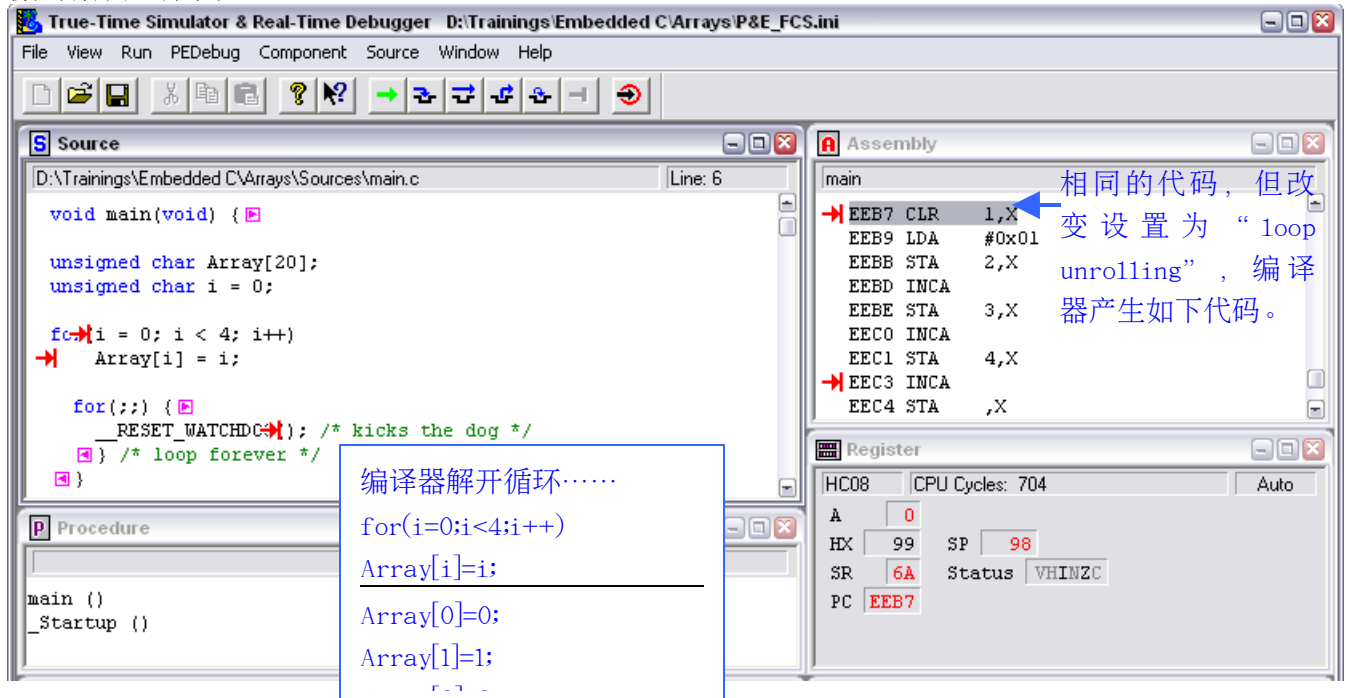 True-Time Simulator & Real-Time Debugger D:\Trainings\Embedded C\Arrays\P&E_FCS.ini
File View Run PEDebug Component Source Window Help
Source
D:\Trainings\Embedded C\Arrays\Sources\main.c Line: 6
void main(void) {
unsigned char Array[20];
unsigned char i = 0;
i = 0; i < 4; i++)
Array[i] = i;
for(;;) {
); /* kicks the dog */
} /* loop forever */
}
Procedure
main ()
_Startup ()
编译器解开循环……
for(i=0;i<4;i++)
Array[i]=i;
Array[0]=0;
Array[1]=1;
Assembly
main
EEB7 CLR 1,X
EEB9 LDA #0x01
EEBB STA 2,X
EEBD INCA
EEBE STA 3,X
EEC0 INCA
EEC1 STA 4,X
EEC3 INCA
EEC4 STA ,X
相同的代码，但改
变设置为“loop
unrolling”，编译
器产生如下代码。
Register
HC08 CPU Cycles: 704 Auto
A 0
HX 99 SP 98
SR 6A Status VHINZC
PC EEB7